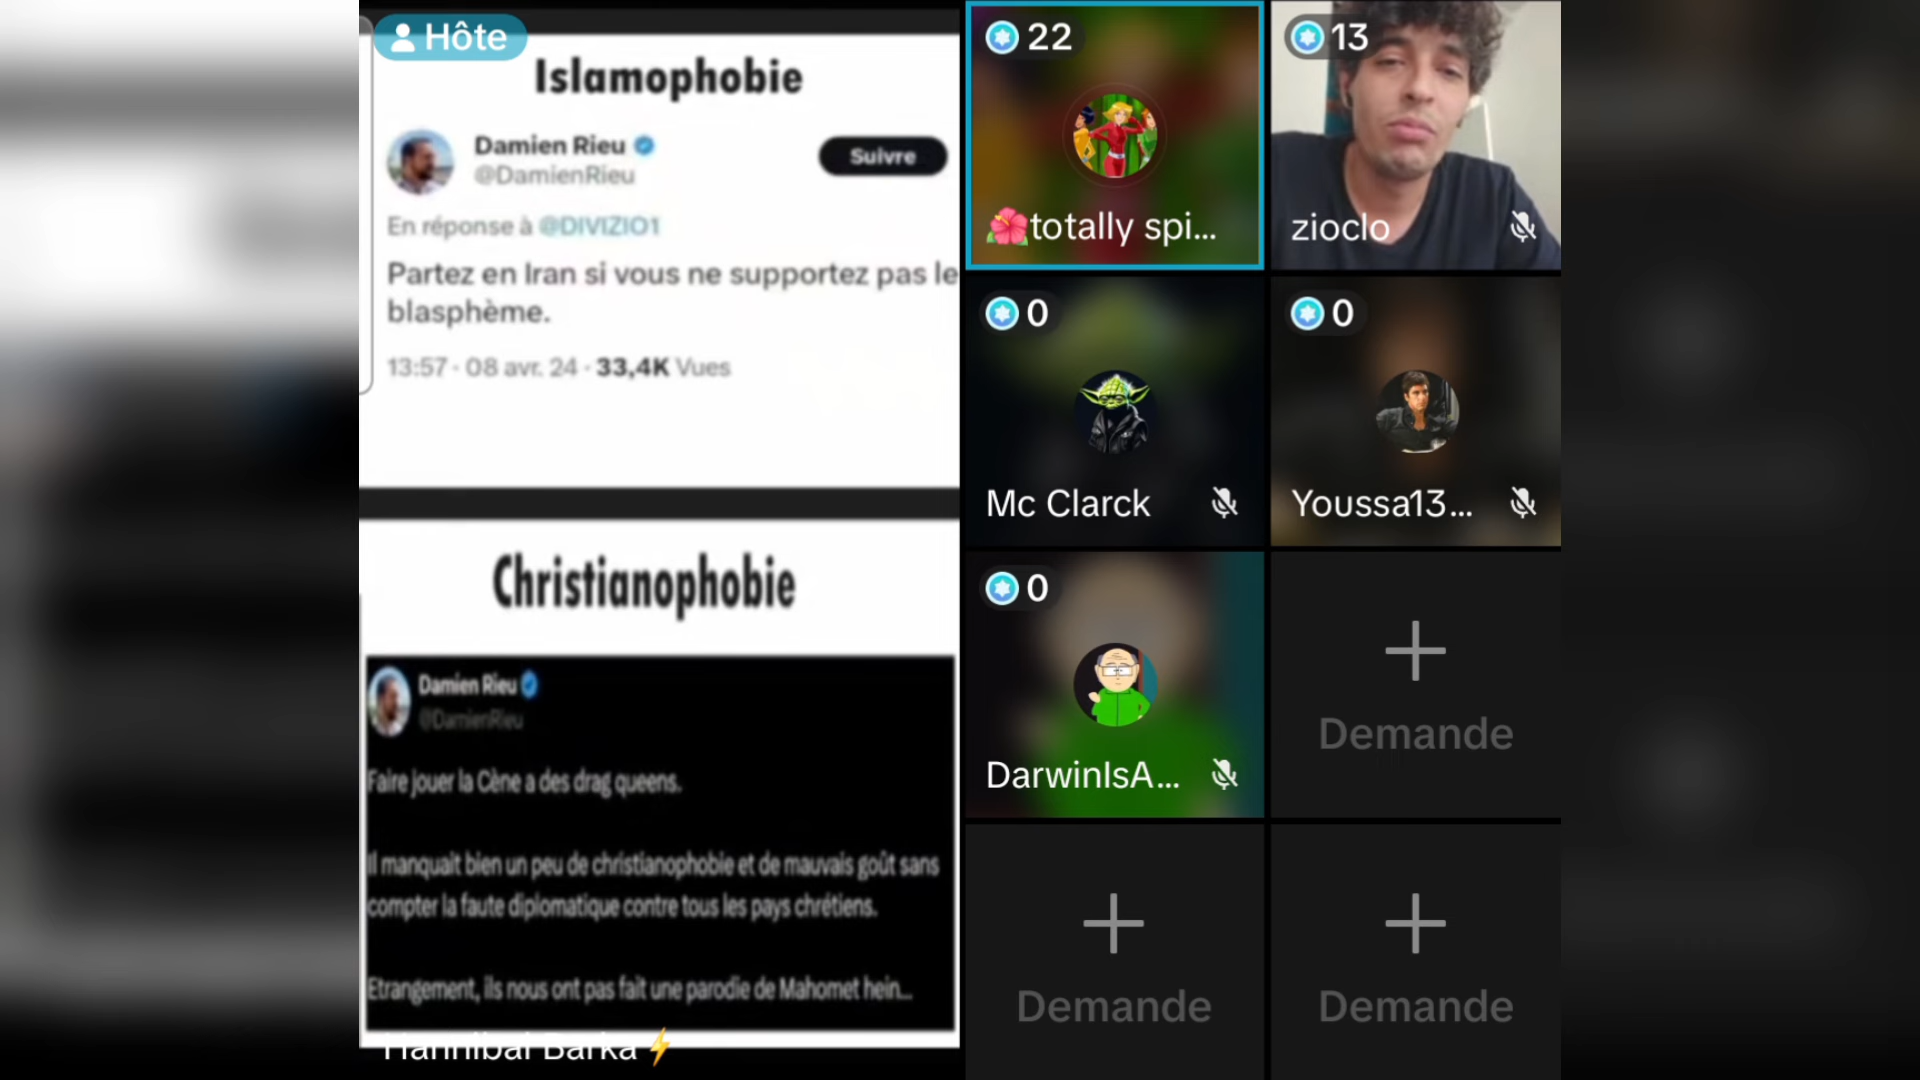 Hôte
Islamophobie
Damien Rieu
@DamienRieu
Suivre
En réponse à @DIVIZIO1
Partez en Iran si vous ne supportez pas le
blasphème.
13:57 · 08 avr. 24 · 33,4K Vues
Christianophobie
Damien Rieu
@DamienRieu
Faire jouer la Cène a des drag queens.
Il manquait bien un peu de christianophobie et de mauvais goût sans
compter la faute diplomatique contre tous les pays chrétiens.
Etrangement, ils nous ont pas fait une parodie de Mahomet hein...
Hannibal Barka⚡
22
🌺totally spi...
13
zioclo
0
Mc Clarck
0
Youssa13...
0
DarwinIsA...
Demande
Demande
Demande